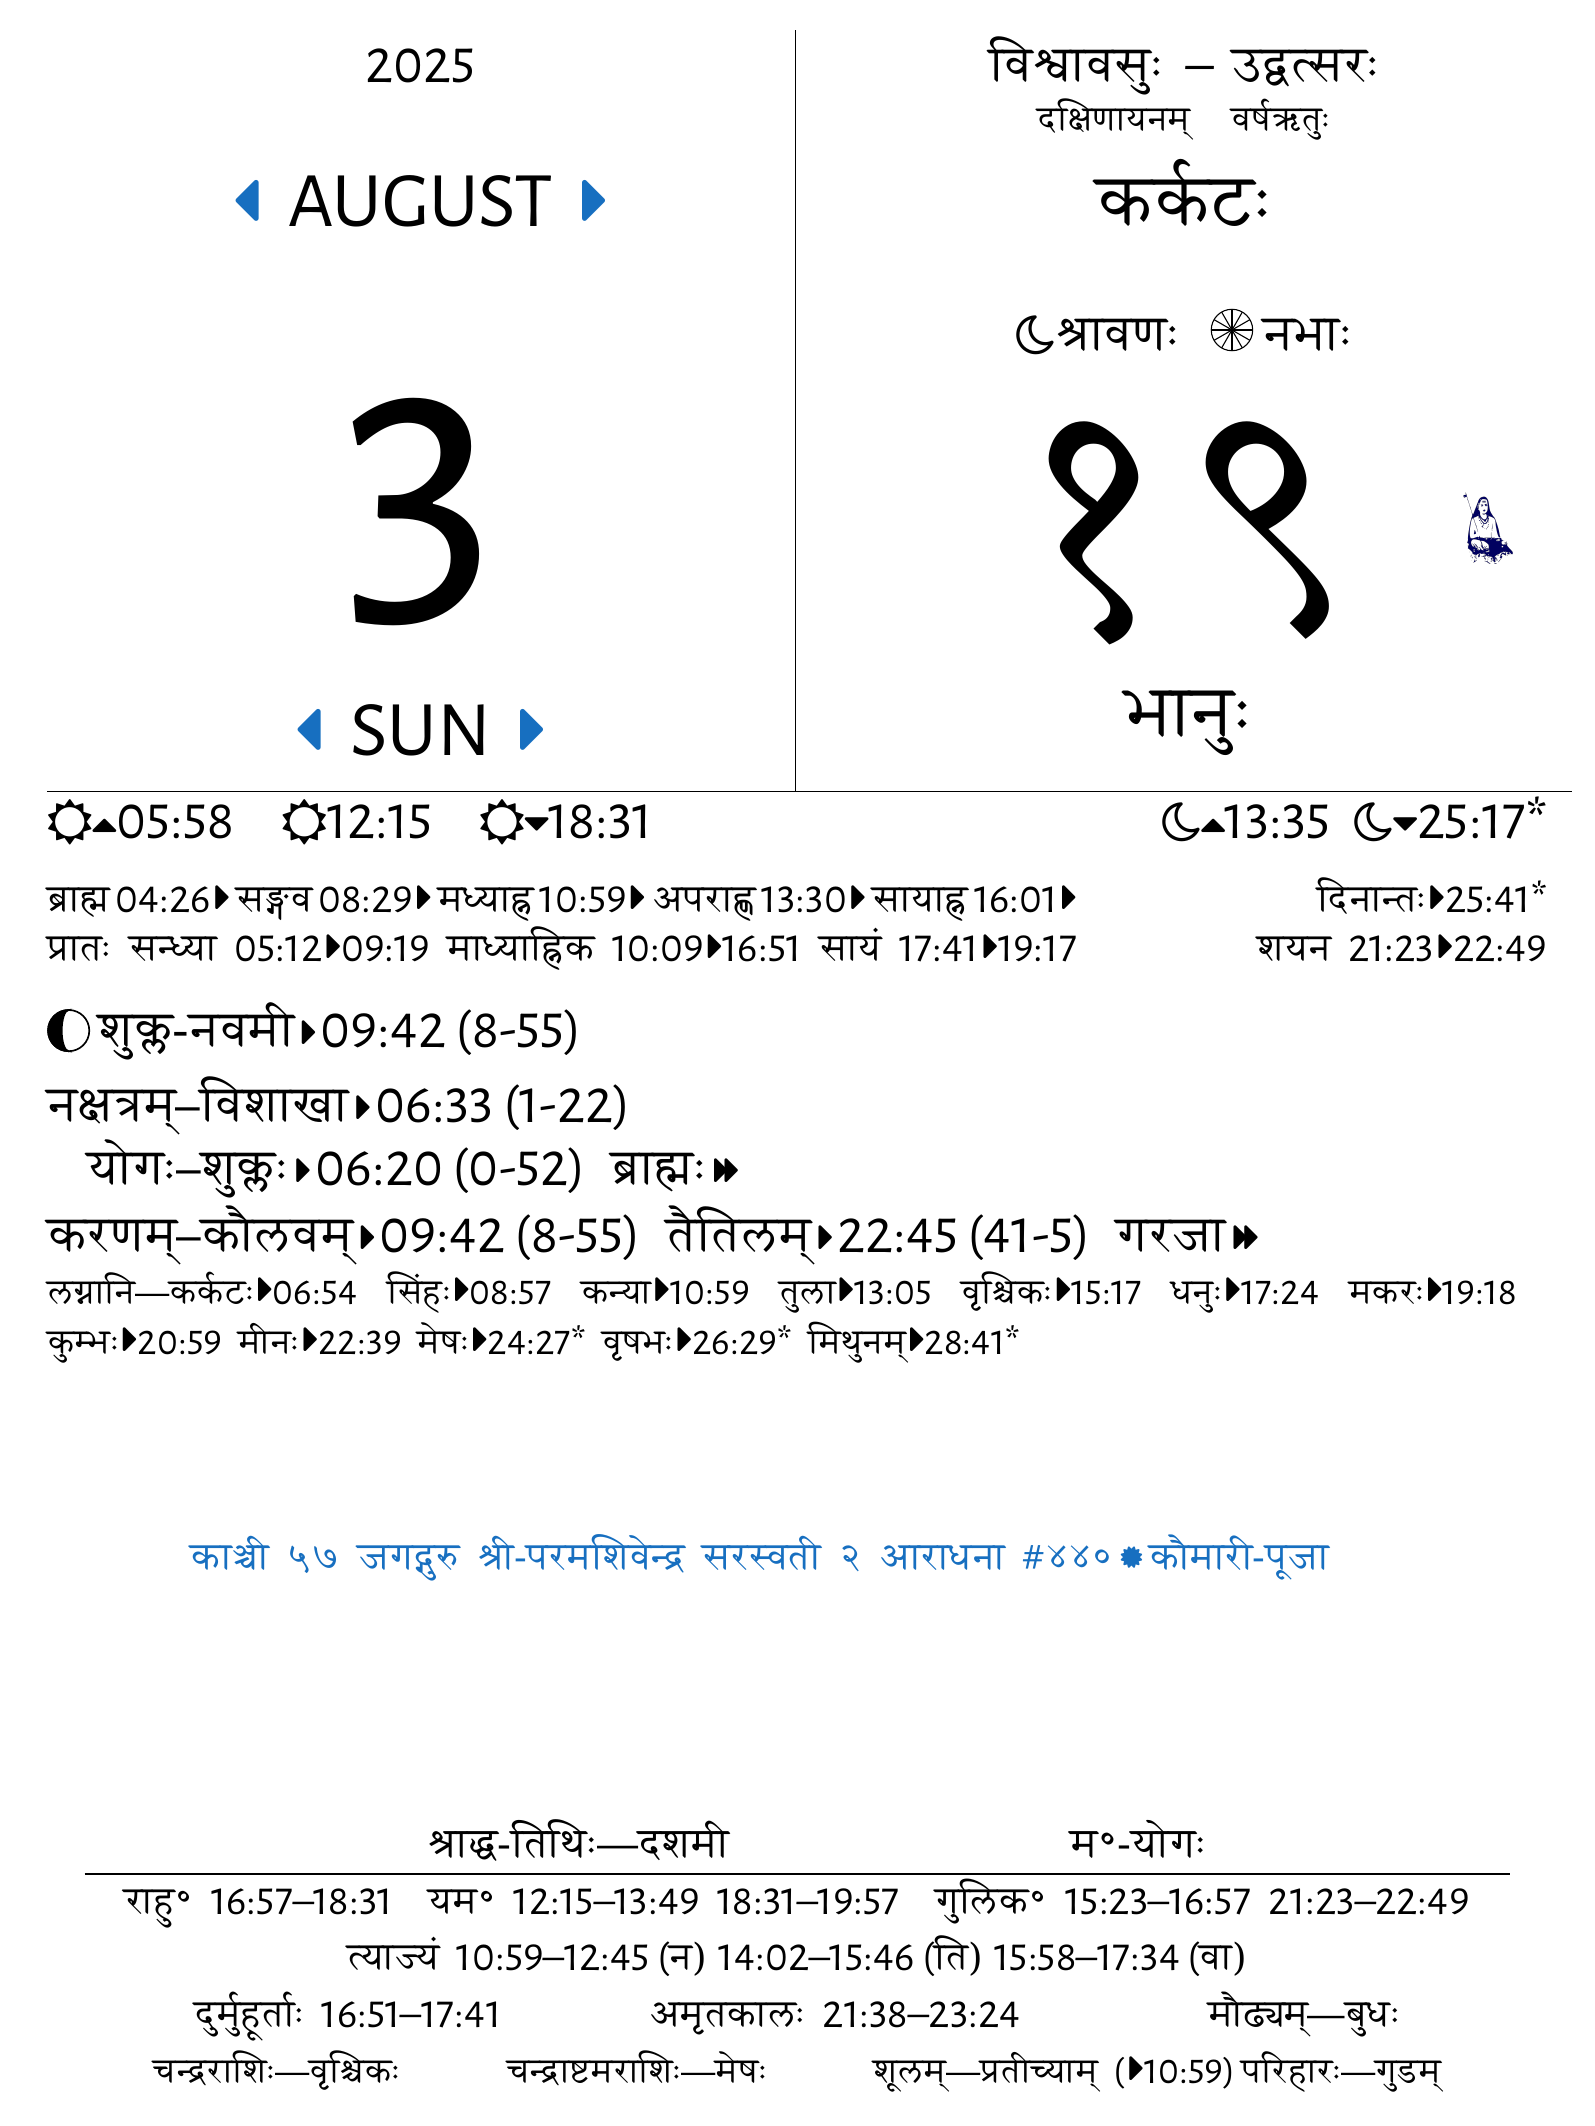 2025
AUGUST
3
SUN
विश्वावसुः – उद्वत्सरः
दक्षिणायनम् वर्षऋतुः
कर्कटः
श्रावणः नभाः
१९
भानुः
05:58 12:15 18:31 13:35 25:17*
ब्राह्म 04:26 सङ्गव 08:29 मध्याह्न 10:59 अपराह्ण 13:30 सायाह्न 16:01 दिनान्तः 25:41*
प्रातः सन्ध्या 05:12 09:19 माध्याह्निक 10:09 16:51 सायं 17:41 19:17 शयन 21:23 22:49
शुक्ल-नवमी 09:42 (8-55)
नक्षत्रम्–विशाखा 06:33 (1-22)
योगः–शुक्लः 06:20 (0-52) ब्राह्मः
करणम्–कौलवम् 09:42 (8-55) तैतिलम् 22:45 (41-5) गरजा
लग्नानि—कर्कटः 06:54 सिंहः 08:57 कन्या 10:59 तुला 13:05 वृश्चिकः 15:17 धनुः 17:24 मकरः 19:18
कुम्भः 20:59 मीनः 22:39 मेषः 24:27* वृषभः 26:29* मिथुनम् 28:41*
काञ्ची ५७ जगद्गुरु श्री-परमशिवेन्द्र सरस्वती २ आराधना #४४० कौमारी-पूजा
श्राद्ध-तिथिः—दशमी म॰-योगः
राहु॰ 16:57–18:31 यम॰ 12:15–13:49 18:31–19:57 गुलिक॰ 15:23–16:57 21:23–22:49
त्याज्यं 10:59–12:45 (न) 14:02–15:46 (ति) 15:58–17:34 (वा)
दुर्मुहूर्ताः 16:51–17:41 अमृतकालः 21:38–23:24 मौढ्यम्—बुधः
चन्द्रराशिः—वृश्चिकः चन्द्राष्टमराशिः—मेषः शूलम्—प्रतीच्याम् (10:59) परिहारः—गुडम्